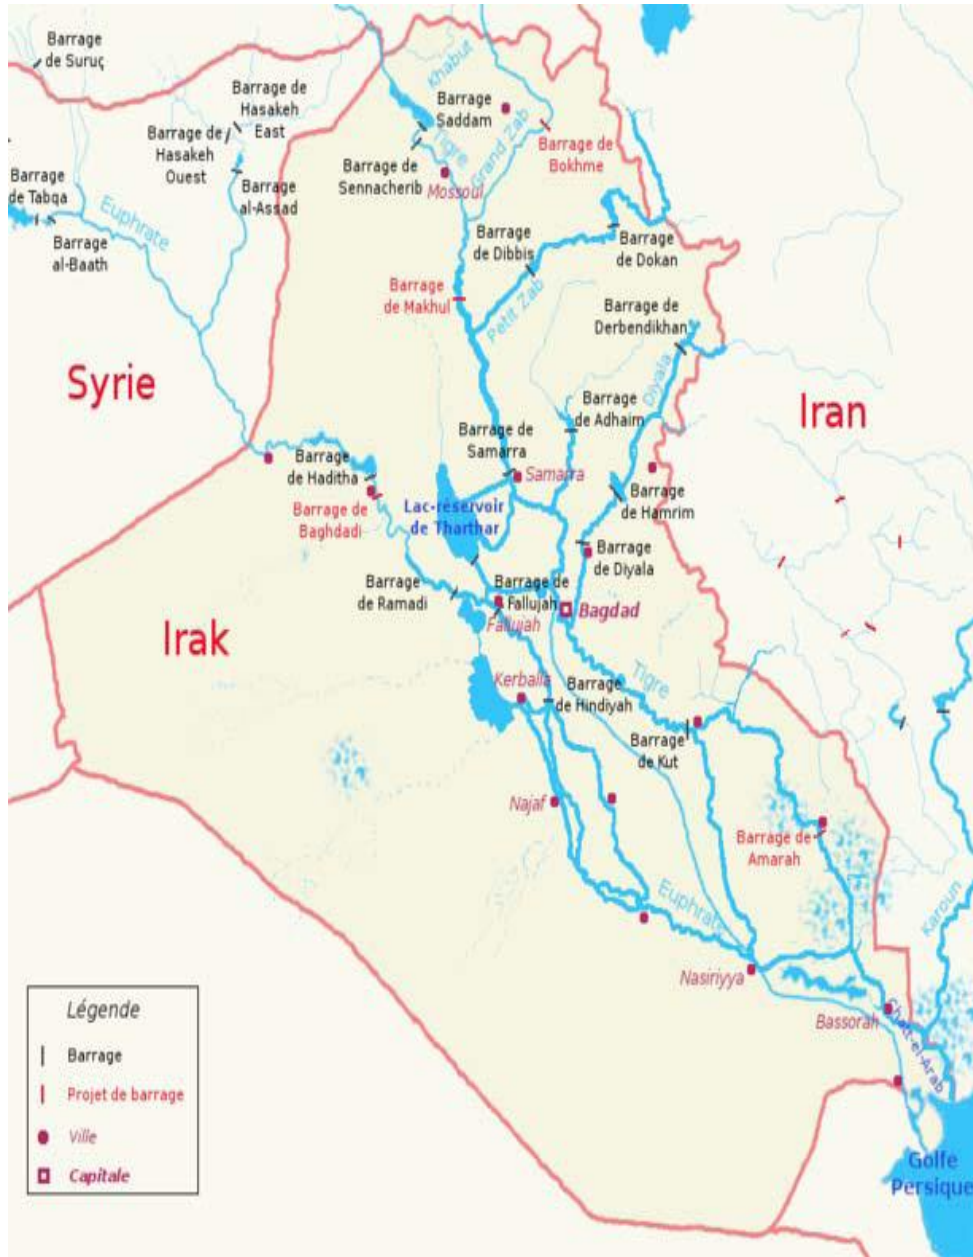 Barrage
de Suruç
Barrage de
Hasakeh
East
Barrage de
Hasakeh
Ouest
Barrage
al-Assad
Barrage
de Tabqa
Barrage
al-Baath
Euphrate
Khabut
Barrage
Saddam
Tigre
Grand Zab
Barrage de
Bokhme
Barrage de
Sennacherib
Mossoul
Barrage
de Dibbis
Barrage
de Dokan
Barrage
de Makhul
Petit Zab
Barrage de
Derbendikhan
Diyala
Syrie
Iran
Barrage
de Adhaim
Barrage de
Samarra
Samarra
Barrage
de Haditha
Barrage de
Baghdadi
Lac-réservoir
de Tharthar
Barrage
de Hamrim
Barrage
de Diyala
Barrage
de Ramadi
Barrage de
Fallujah
Fallujah
Bagdad
Irak
Kerballa
Tigre
Barrage
de Hindiyah
Barrage
de Kut
Najaf
Barrage de
Amarah
Euphrate
Karoun
Nasiriyya
Bassorah
Chatt-el-Arab
Golfe
Persique
Légende
Barrage
Projet de barrage
Ville
Capitale